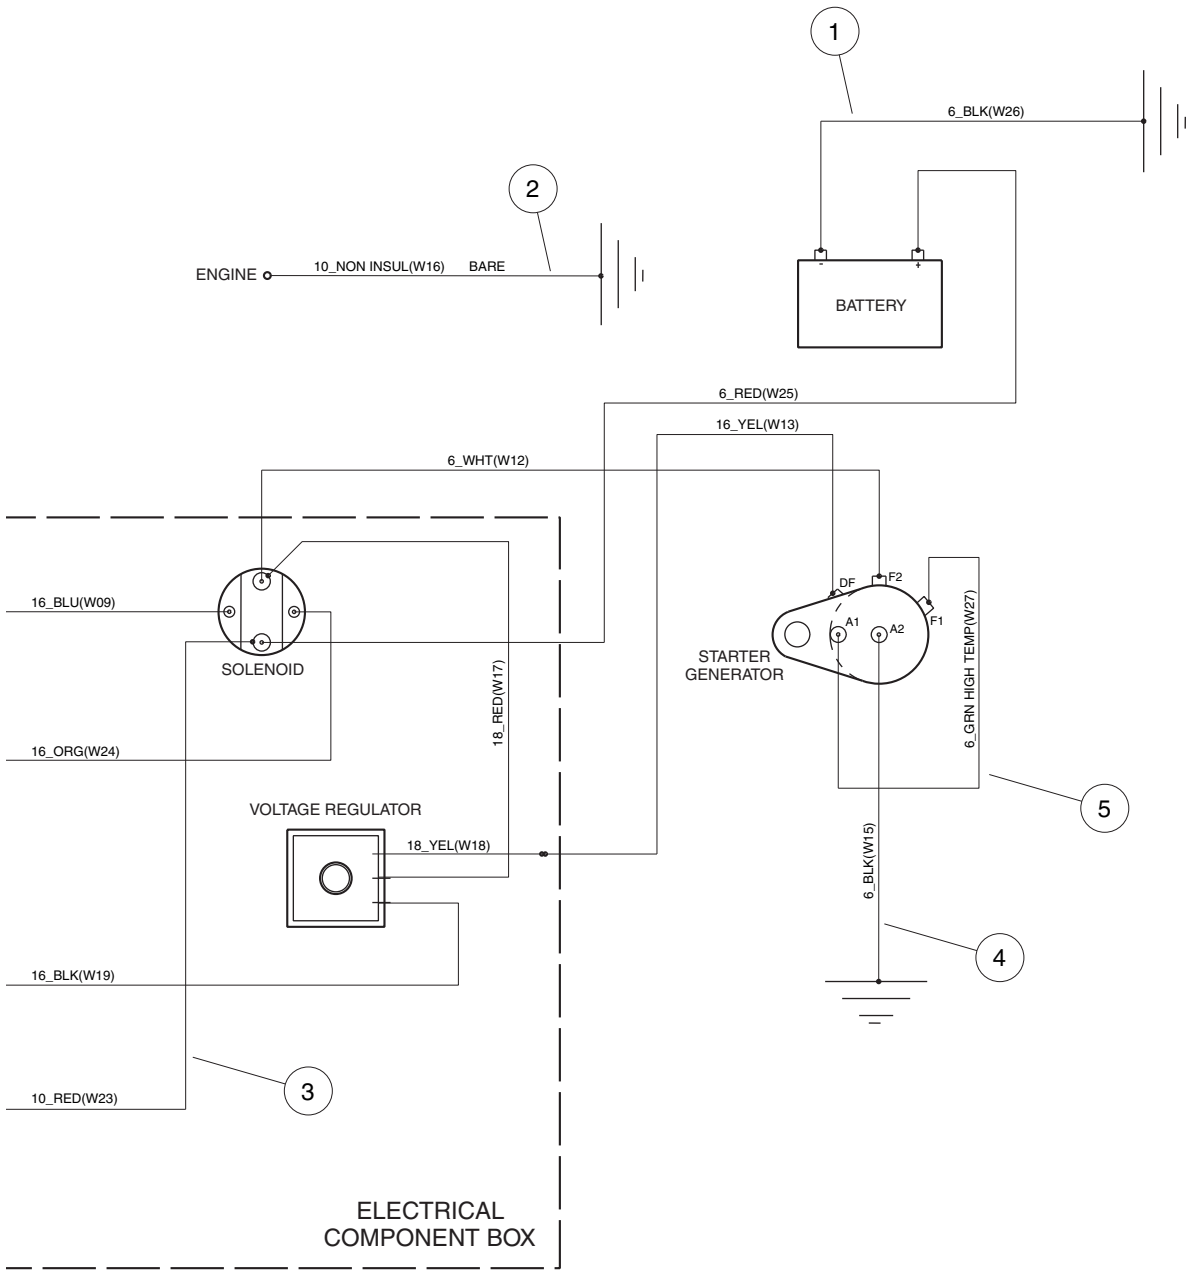 1
6_BLK(W26)
2
ENGINE
10_NON INSUL(W16) BARE
- +
BATTERY
6_RED(W25)
16_YEL(W13)
6_WHT(W12)
DF
F2
F1
16_BLU(W09)
A1
A2
SOLENOID
STARTER
GENERATOR
6_GRN HIGH TEMP(W27)
18_RED(W17)
16_ORG(W24)
VOLTAGE REGULATOR
5
18_YEL(W18)
6_BLK(W15)
4
16_BLK(W19)
3
10_RED(W23)
ELECTRICAL
COMPONENT BOX